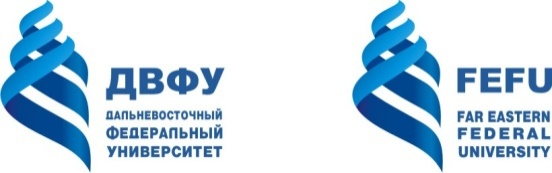 ДВФУ
ДАЛЬНЕВОСТОЧНЫЙ
ФЕДЕРАЛЬНЫЙ
УНИВЕРСИТЕТ
FEFU
FAR EASTERN
FEDERAL
UNIVERSITY